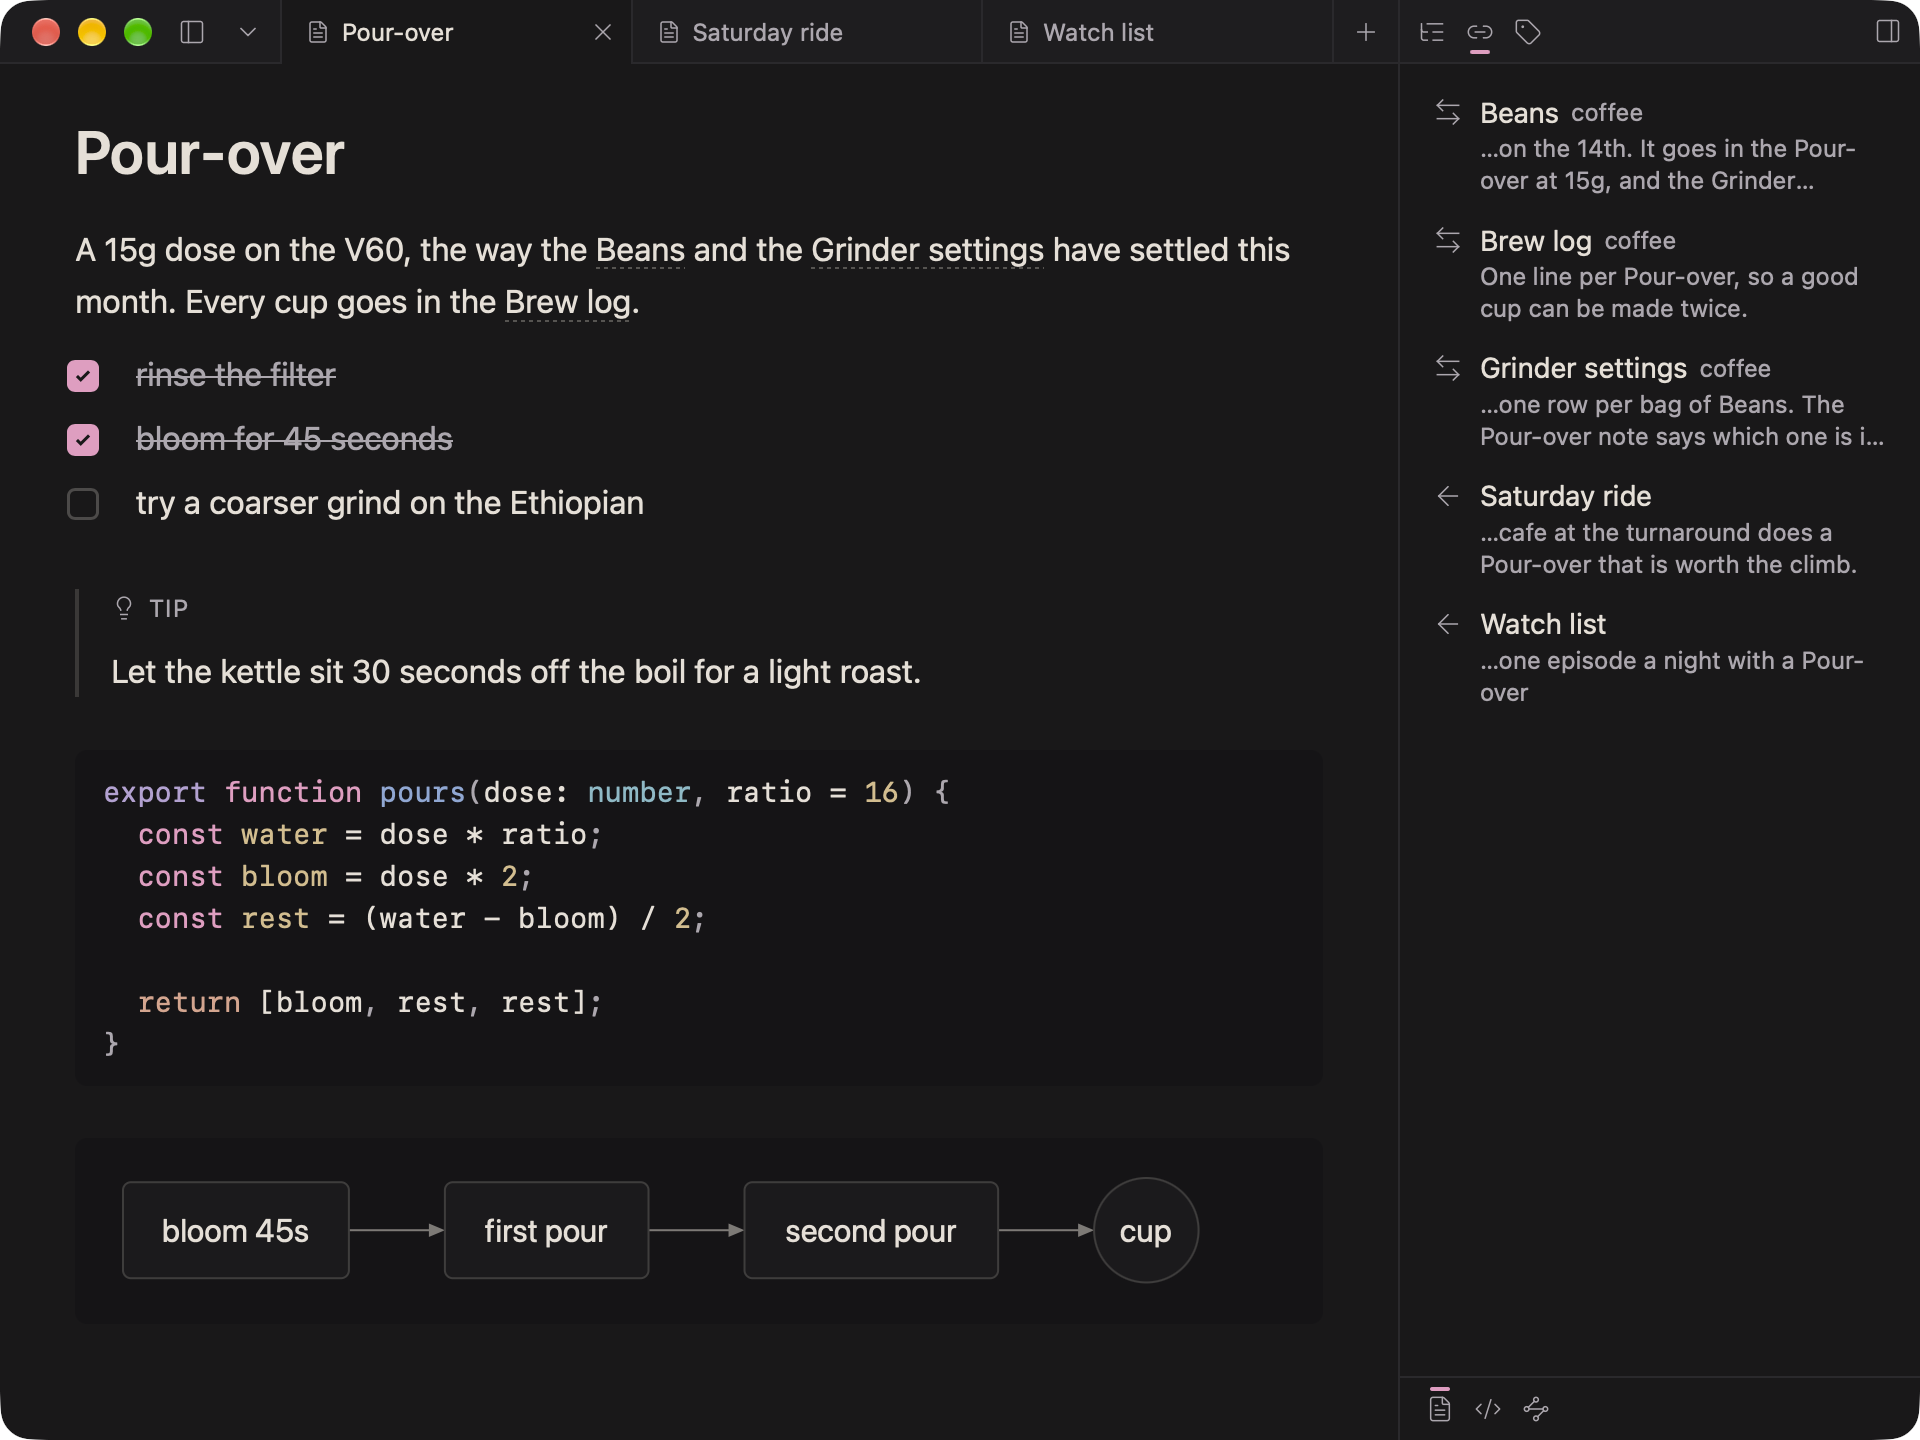 Pour-over
Saturday ride
Watch list
Pour-over
A 15g dose on the V60, the way the Beans and the Grinder settings have settled this
month. Every cup goes in the Brew log.
rinse the filter
bloom for 45 seconds
try a coarser grind on the Ethiopian
TIP
Let the kettle sit 30 seconds off the boil for a light roast.
export function pours(dose: number, ratio = 16) {
  const water = dose * ratio;
  const bloom = dose * 2;
  const rest = (water - bloom) / 2;

  return [bloom, rest, rest];
}
bloom 45s
first pour
second pour
cup
Beans coffee
...on the 14th. It goes in the Pour-
over at 15g, and the Grinder...
Brew log coffee
One line per Pour-over, so a good
cup can be made twice.
Grinder settings coffee
...one row per bag of Beans. The
Pour-over note says which one is i...
Saturday ride
...cafe at the turnaround does a
Pour-over that is worth the climb.
Watch list
...one episode a night with a Pour-
over